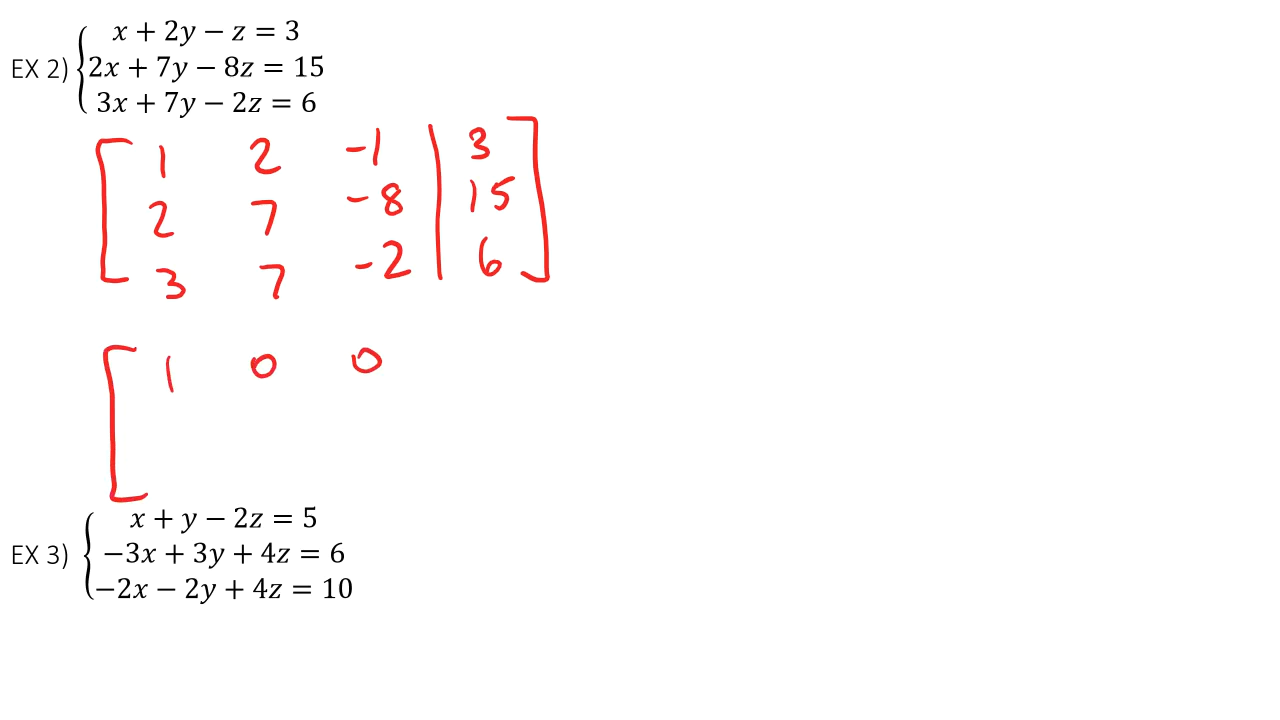 x + 2y − z = 3
EX 2) 2x + 7y − 8z = 15
3x + 7y − 2z = 6
1 2 -1 | 3
2 7 -8 | 15
3 7 -2 | 6
1 0 0
x + y − 2z = 5
EX 3) −3x + 3y + 4z = 6
−2x − 2y + 4z = 10